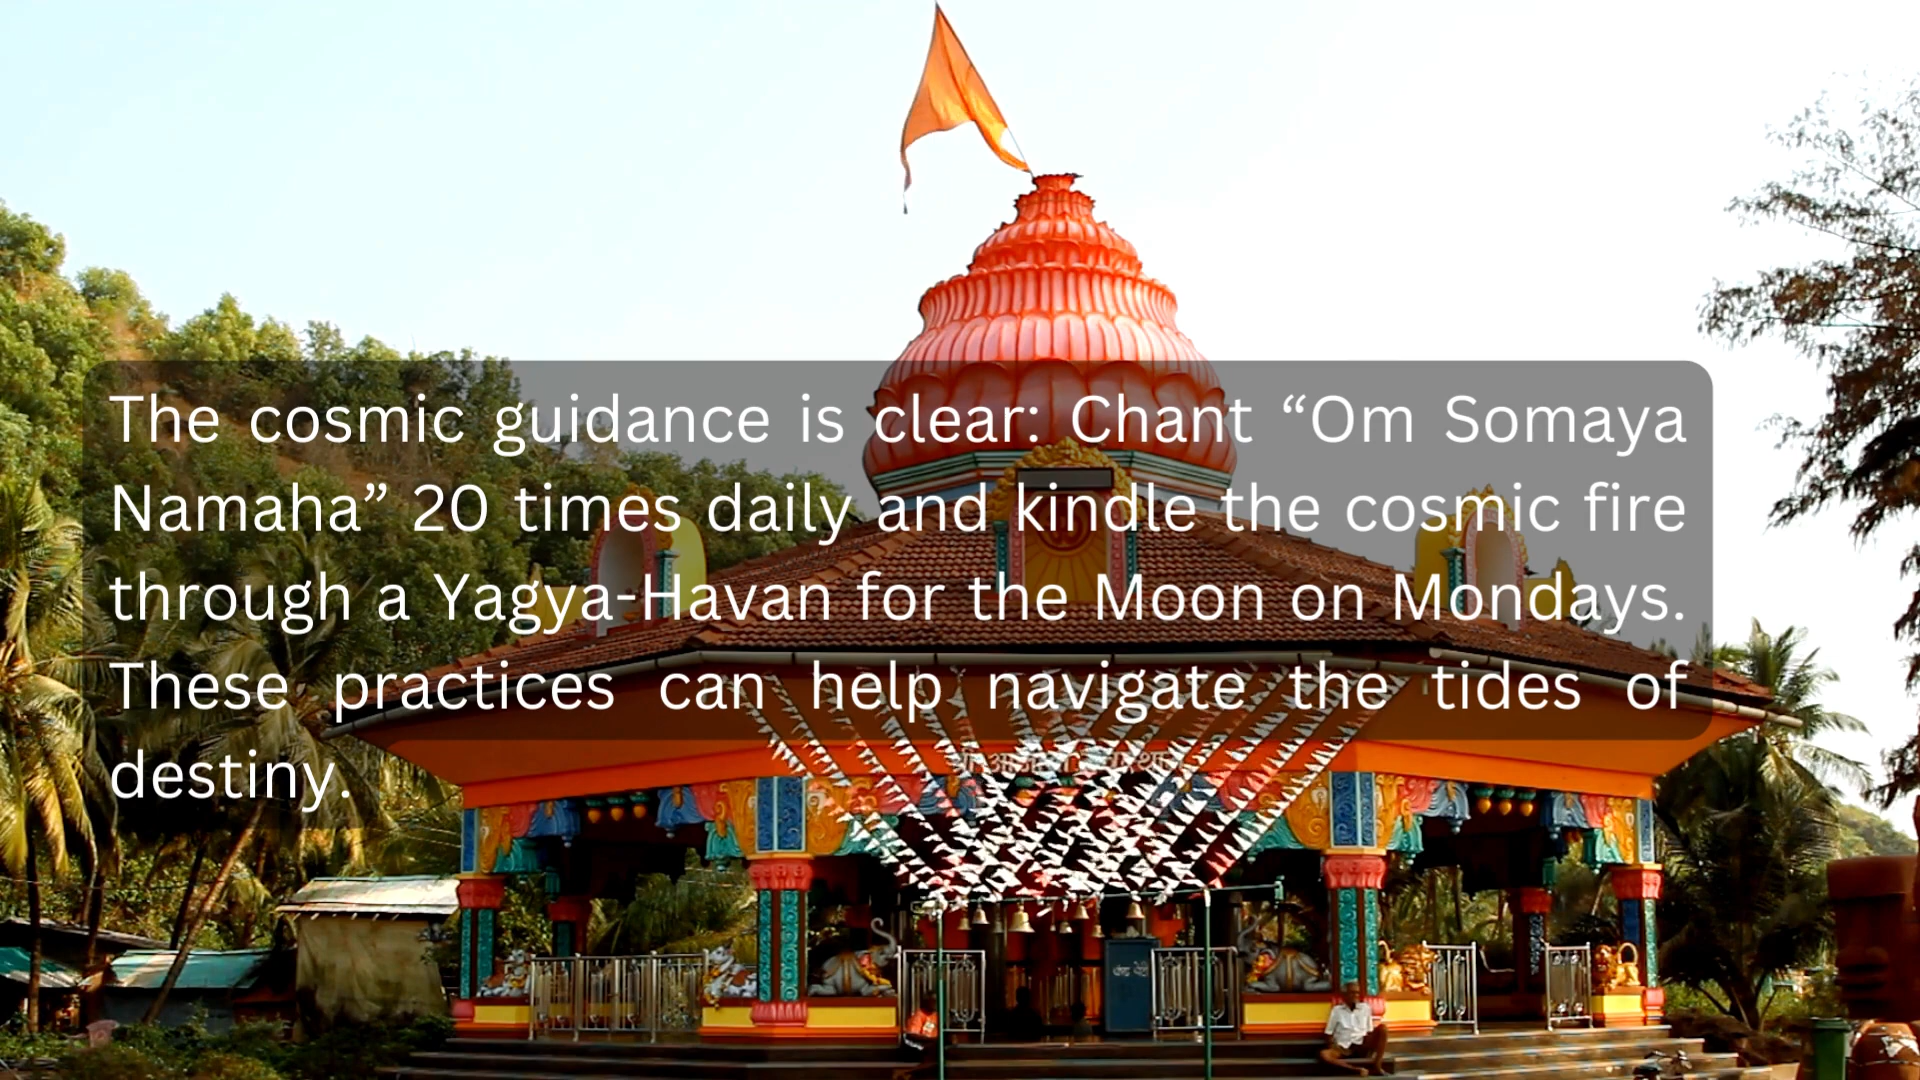 The cosmic guidance is clear: Chant “Om Somaya
Namaha” 20 times daily and kindle the cosmic fire
through a Yagya-Havan for the Moon on Mondays.
These practices can help navigate the tides of
destiny.